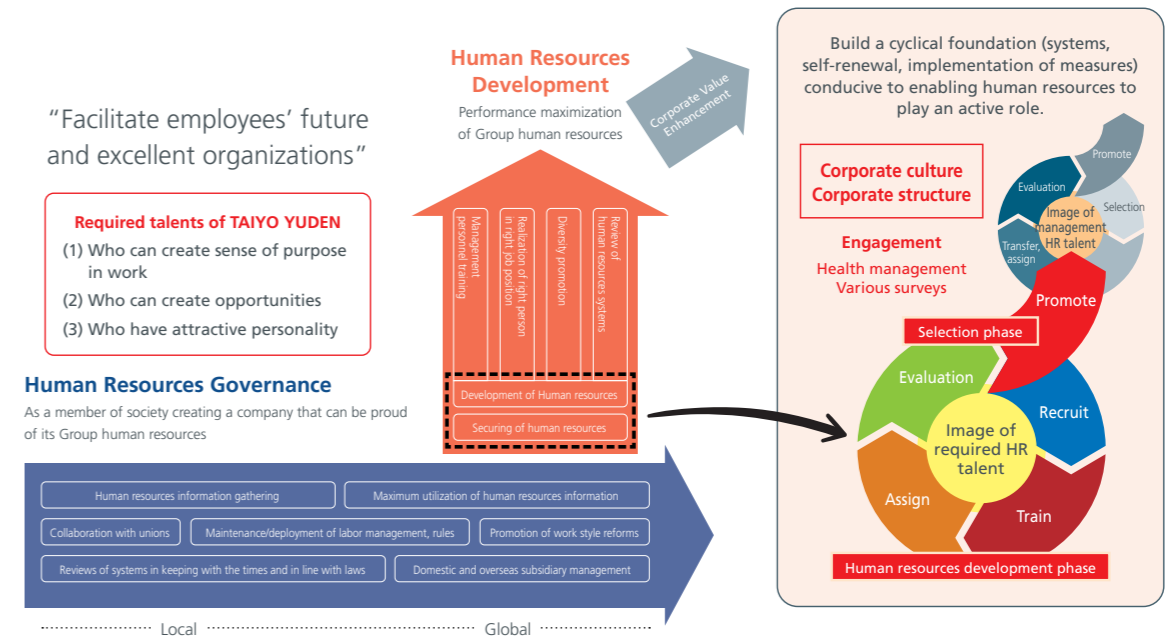 “Facilitate employees’ future
and excellent organizations”
Required talents of TAIYO YUDEN
(1) Who can create sense of purpose
in work
(2) Who can create opportunities
(3) Who have attractive personality
Human Resources Governance
As a member of society creating a company that can be proud
of its Group human resources
Human resources information gathering
Maximum utilization of human resources information
Collaboration with unions
Maintenance/deployment of labor management, rules
Promotion of work style reforms
Reviews of systems in keeping with the times and in line with laws
Domestic and overseas subsidiary management
Local
Global
Human Resources
Development
Performance maximization
of Group human resources
Management
personnel training
Realization of right person
in right job position
Diversity promotion
Review of
human resources systems
Development of Human resources
Securing of human resources
Corporate Value
Enhancement
Build a cyclical foundation (systems,
self-renewal, implementation of measures)
conducive to enabling human resources to
play an active role.
Corporate culture
Corporate structure
Engagement
Health management
Various surveys
Promote
Evaluation
Selection
Image of
management
HR talent
Transfer,
assign
Promote
Selection phase
Evaluation
Recruit
Image of
required HR
talent
Assign
Train
Human resources development phase